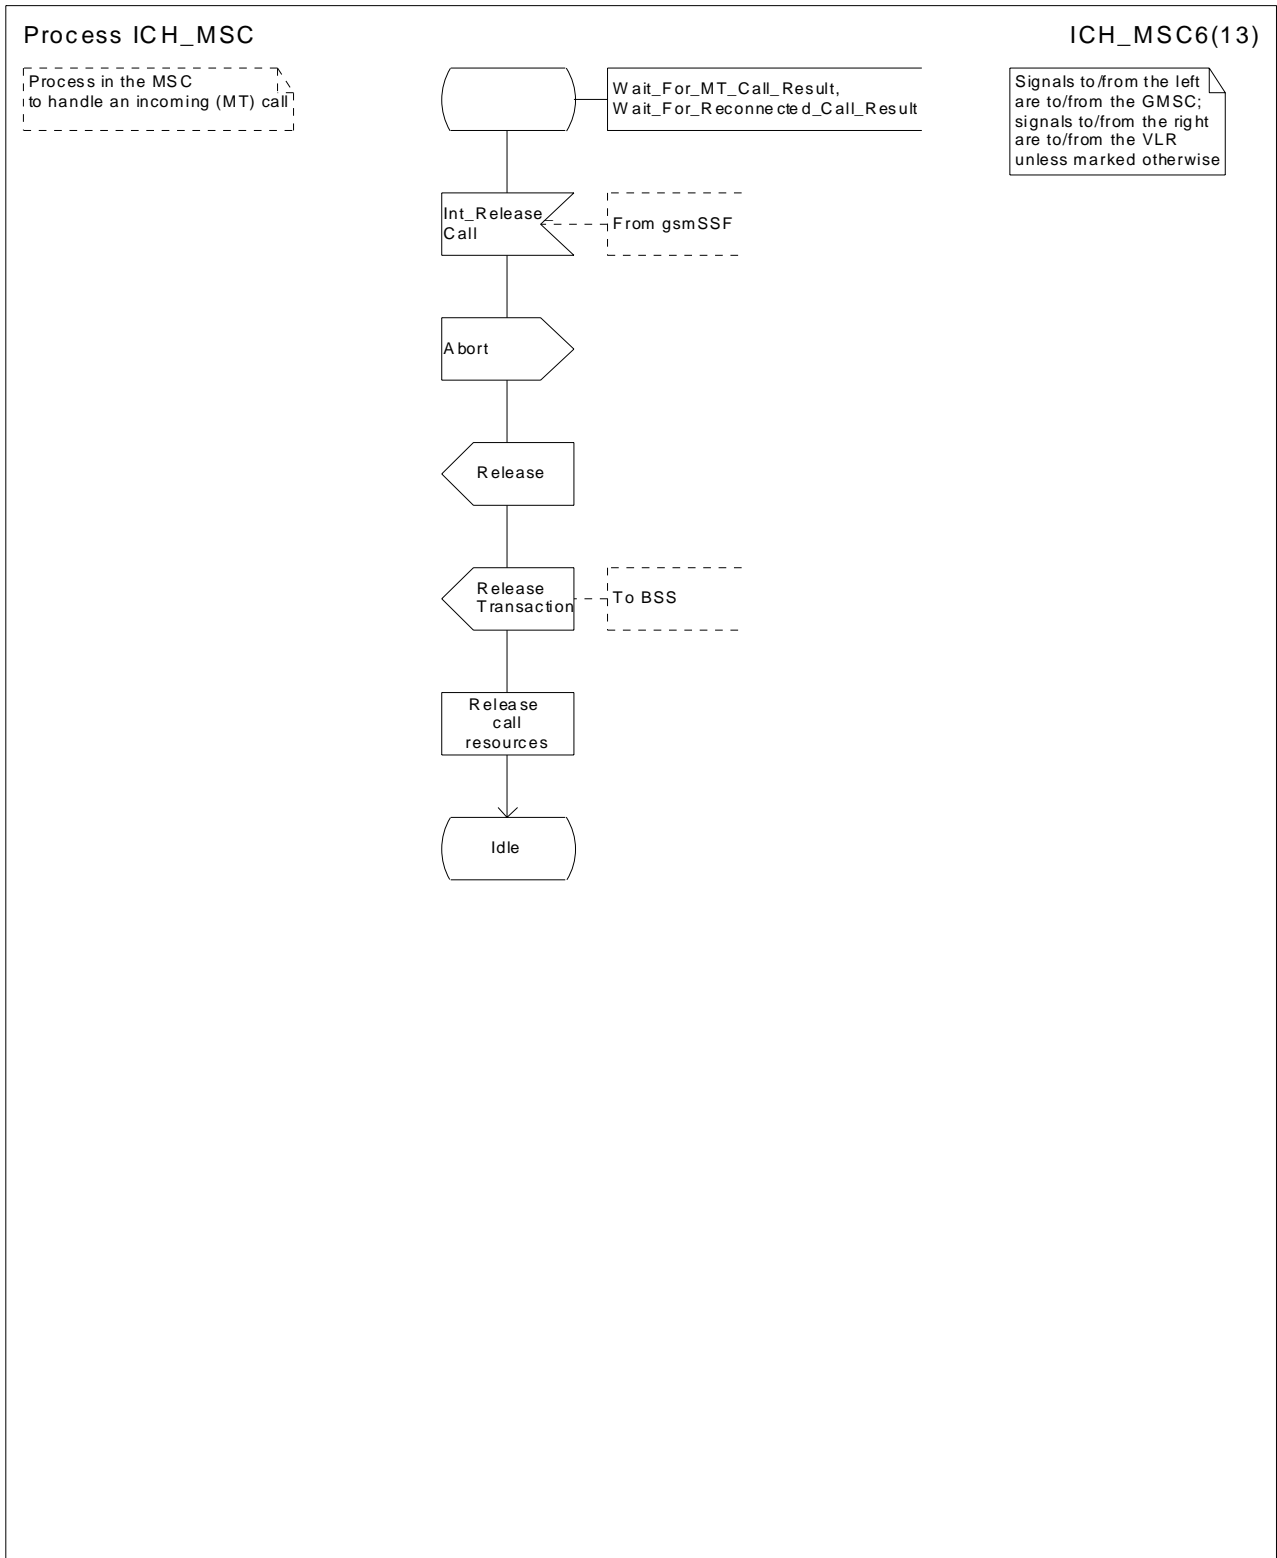 Process ICH_MSC
ICH_MSC6(13)
Process in the MSC
to handle an incoming (MT) call
Wait_For_MT_Call_Result,
Wait_For_Reconnected_Call_Result
Signals to/from the left
are to/from the GMSC;
signals to/from the right
are to/from the VLR
unless marked otherwise
Int_Release_
Call
From gsmSSF
Abort
Release
Release
Transaction
To BSS
Release
call
resources
Idle